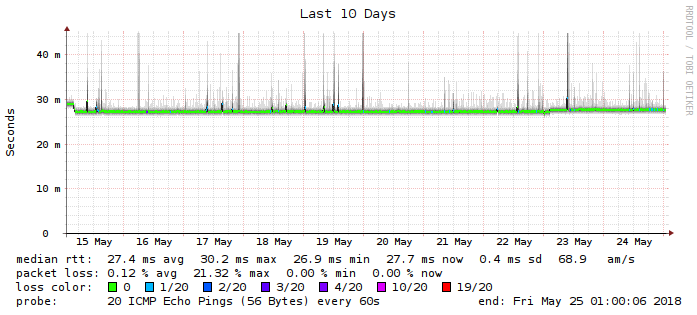 Last 10 Days
RRDTOOL / TOBI OETIKER
Seconds
40 m
30 m
20 m
10 m
0
15 May 16 May 17 May 18 May 19 May 20 May 21 May 22 May 23 May 24 May
median rtt: 27.4 ms avg 30.2 ms max 26.9 ms min 27.7 ms now 0.4 ms sd 68.9 am/s
packet loss: 0.12 % avg 21.32 % max 0.00 % min 0.00 % now
loss color: 0 1/20 2/20 3/20 4/20 10/20 19/20
probe: 20 ICMP Echo Pings (56 Bytes) every 60s end: Fri May 25 01:00:06 2018